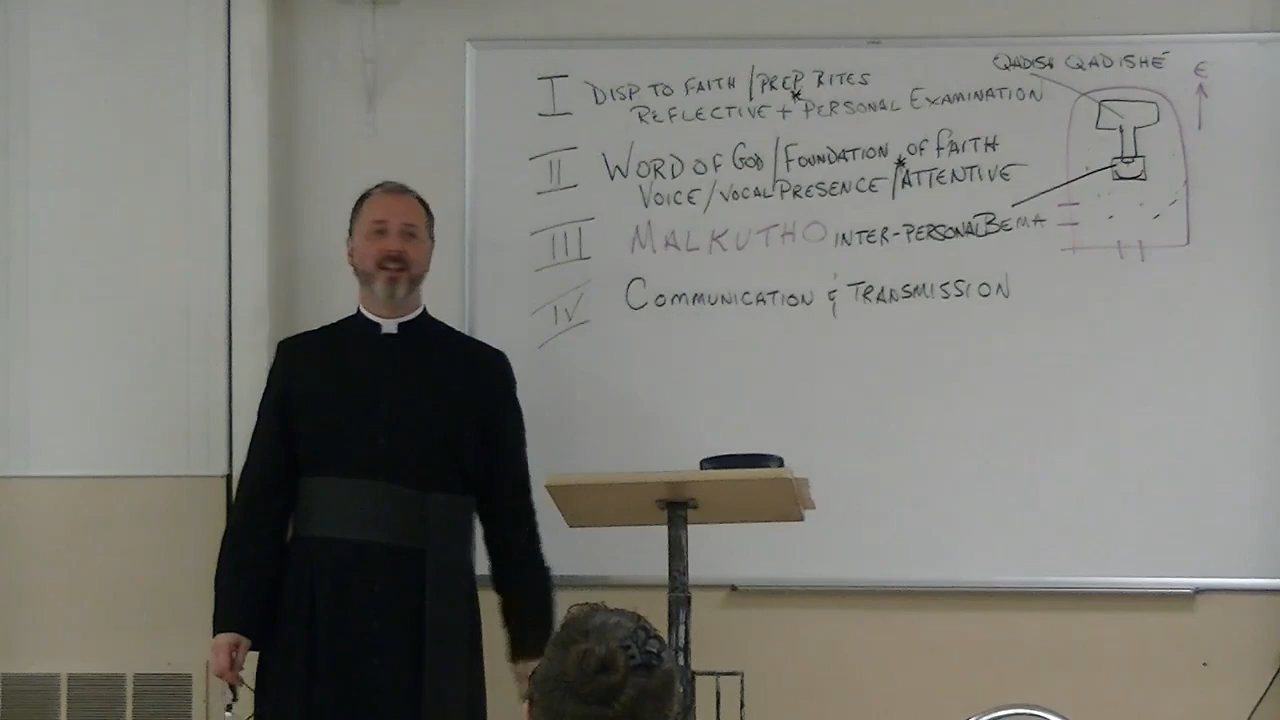 QADISH QADISHÉ
E
I DISP TO FAITH / PREP RITES
REFLECTIVE + * PERSONAL EXAMINATION
II WORD OF GOD / FOUNDATION OF FAITH
VOICE / VOCAL PRESENCE / * ATTENTIVE
III MALKUTHO INTER-PERSONAL BEMA
IV COMMUNICATION & TRANSMISSION